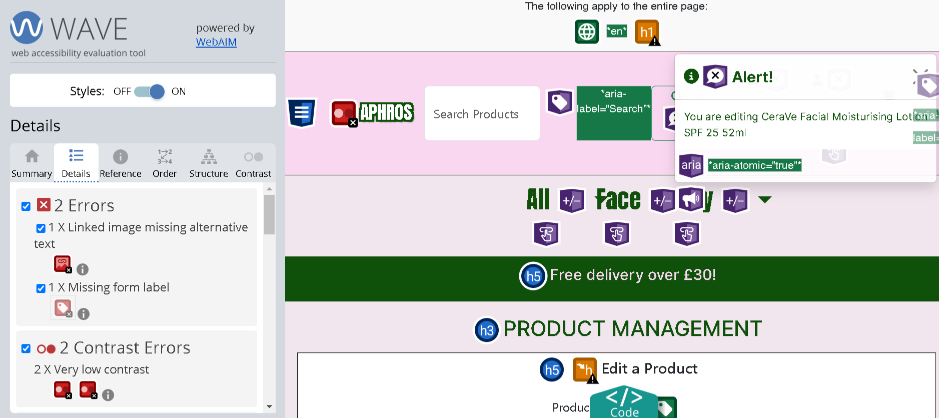 WAVE
powered by
WebAIM
web accessibility evaluation tool
Styles: OFF ON
Details
Summary Details Reference Order Structure Contrast
2 Errors
1 X Linked image missing alternative
text
1 X Missing form label
2 Contrast Errors
2 X Very low contrast
The following apply to the entire page:
*en* h1
APHROS
Search Products
*aria-
label="Search"*
Alert!
You are editing CeraVe Facial Moisturising Lotion
SPF 25 52ml
aria *aria-atomic="true"*
*aria-
label=
All +/- Face +/- y +/-
h5 Free delivery over £30!
h3 PRODUCT MANAGEMENT
h5 h Edit a Product
Produc
</>
Code